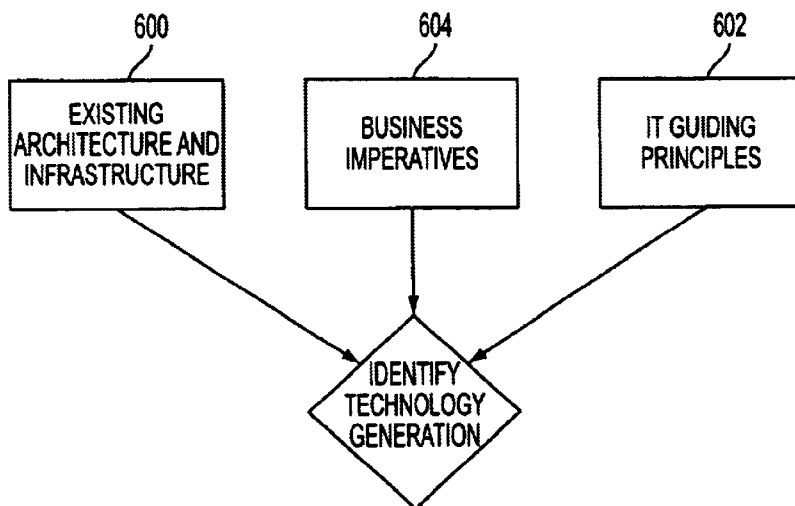 600
604
602
EXISTING
ARCHITECTURE AND
INFRASTRUCTURE
BUSINESS
IMPERATIVES
IT GUIDING
PRINCIPLES
IDENTIFY
TECHNOLOGY
GENERATION